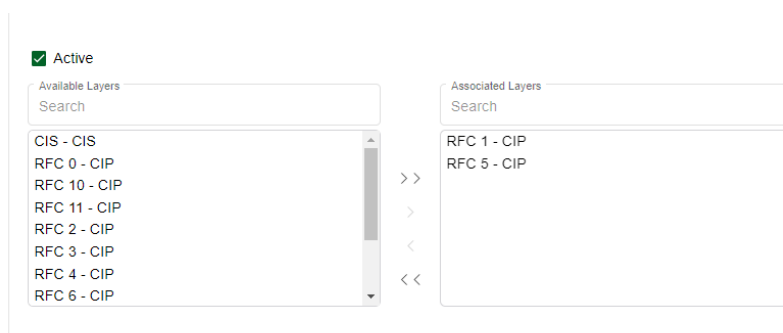 Active
Available Layers
Search
CIS - CIS
RFC 0 - CIP
RFC 10 - CIP
RFC 11 - CIP
RFC 2 - CIP
RFC 3 - CIP
RFC 4 - CIP
RFC 6 - CIP
>>
>
<
<<
Associated Layers
Search
RFC 1 - CIP
RFC 5 - CIP